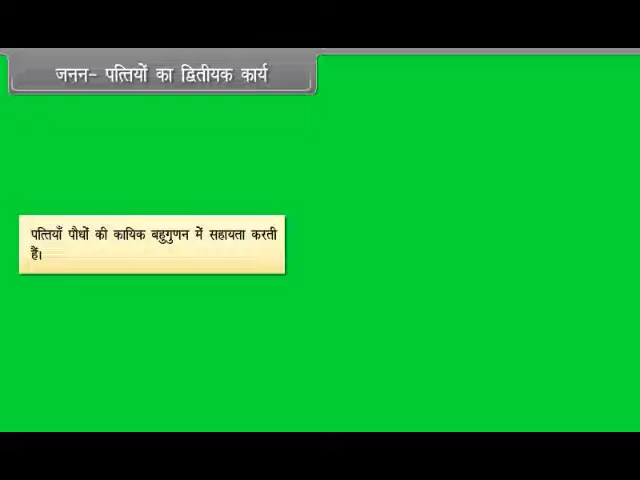 जनन- पत्तियों का द्वितीयक कार्य
पत्तियाँ पौधों की कायिक बहुगुणन में सहायता करती
हैं।